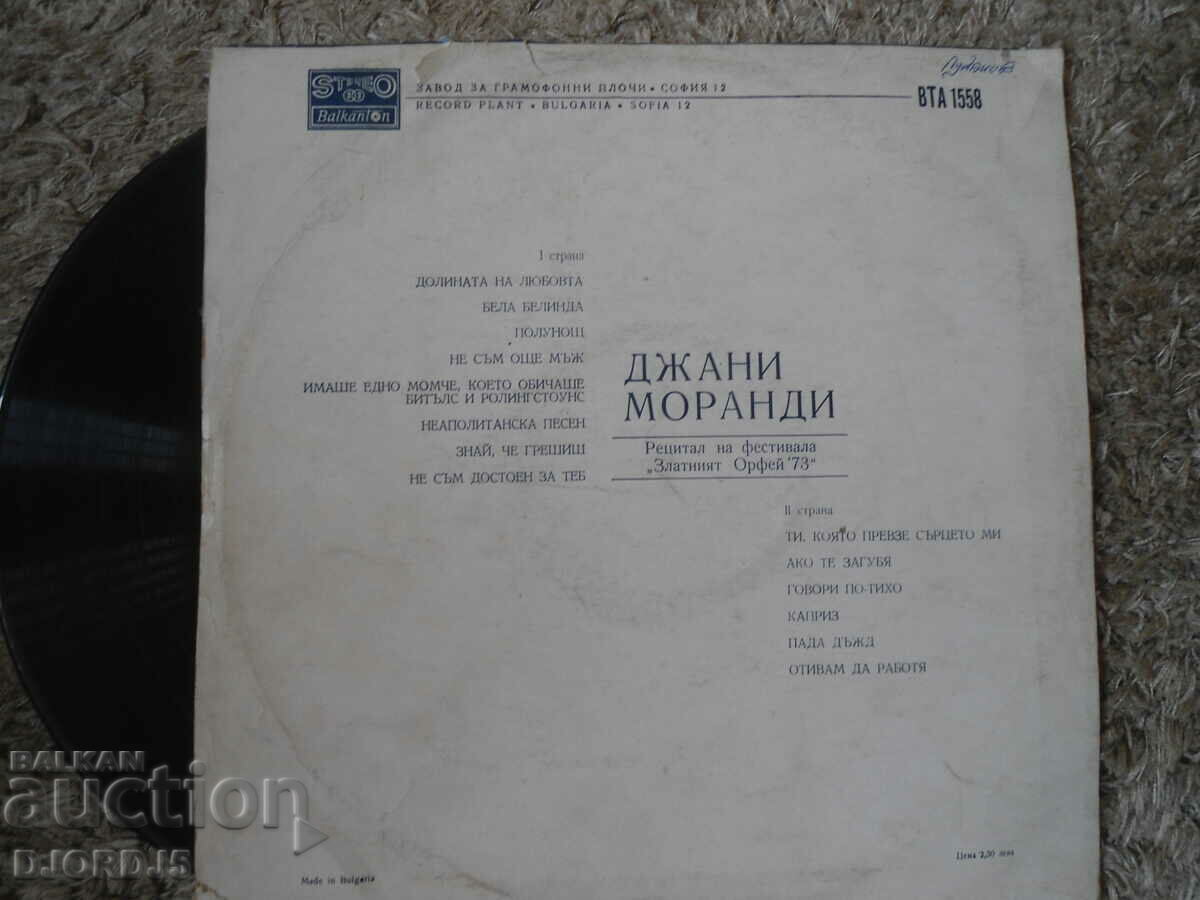 STEREO
Balkanton
ЗАВОД ЗА ГРАМОФОННИ ПЛОЧИ • СОФИЯ 12
RECORD PLANT • BULGARIA • SOFIA 12
ВТА 1558
I страна
ДОЛИНАТА НА ЛЮБОВТА
БЕЛА БЕЛИНДА
ПОЛУНОЩ
НЕ СЪМ ОЩЕ МЪЖ
ИМАШЕ ЕДНО МОМЧЕ, КОЕТО ОБИЧАШЕ
БИТЪЛС И РОЛИНГСТОУНС
НЕАПОЛИТАНСКА ПЕСЕН
ЗНАЙ, ЧЕ ГРЕШИШ
НЕ СЪМ ДОСТОЕН ЗА ТЕБ
ДЖАНИ
МОРАНДИ
Рецитал на фестивала
„Златният Орфей '73"
II страна
ТИ, КОЯТО ПРЕВЗЕ СЪРЦЕТО МИ
АКО ТЕ ЗАГУБЯ
ГОВОРИ ПО-ТИХО
КАПРИЗ
ПАДА ДЪЖД
ОТИВАМ ДА РАБОТЯ
Цена 2,30 лева
Made in Bulgaria
BALKAN
auction
DJORDJ5